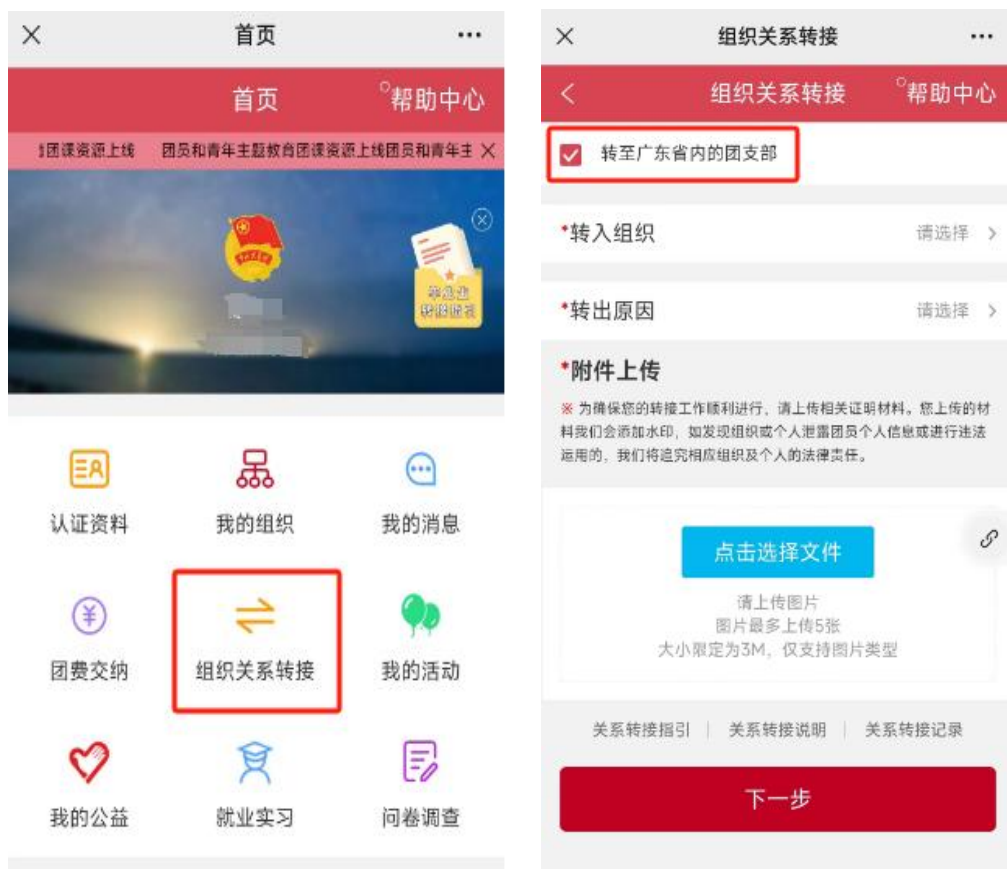 首页
首页
帮助中心
团课资源上线 团员和青年主题教育团课资源上线团员和青年主
认证资料
我的组织
我的消息
团费交纳
组织关系转接
我的活动
我的公益
就业实习
问卷调查
组织关系转接
组织关系转接
帮助中心
转至广东省内的团支部
*转入组织 请选择
*转出原因 请选择
*附件上传
※ 为确保您的转接工作顺利进行，请上传相关证明材料。您上传的材
料我们会添加水印，如发现组织或个人泄露团员个人信息或进行违法
运用的，我们将追究相应组织及个人的法律责任。
点击选择文件
请上传图片
图片最多上传5张
大小限定为3M，仅支持图片类型
关系转接指引 | 关系转接说明 | 关系转接记录
下一步